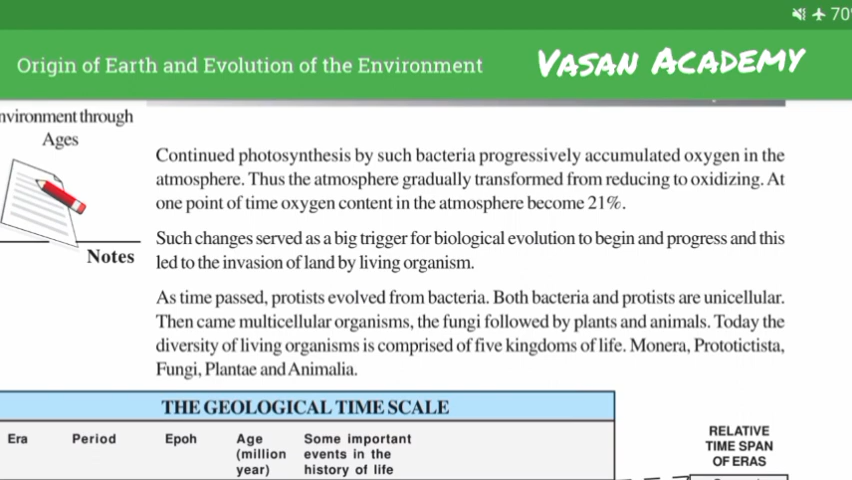 70
Origin of Earth and Evolution of the Environment
VASAN ACADEMY
nvironment through
Ages
Continued photosynthesis by such bacteria progressively accumulated oxygen in the
atmosphere. Thus the atmosphere gradually transformed from reducing to oxidizing. At
one point of time oxygen content in the atmosphere become 21%.
Such changes served as a big trigger for biological evolution to begin and progress and this
led to the invasion of land by living organism.
Notes
As time passed, protists evolved from bacteria. Both bacteria and protists are unicellular.
Then came multicellular organisms, the fungi followed by plants and animals. Today the
diversity of living organisms is comprised of five kingdoms of life. Monera, Prototictista,
Fungi, Plantae and Animalia.
THE GEOLOGICAL TIME SCALE
Era Period Epoh Age Some important
(million events in the
year) history of life
RELATIVE
TIME SPAN
OF ERAS